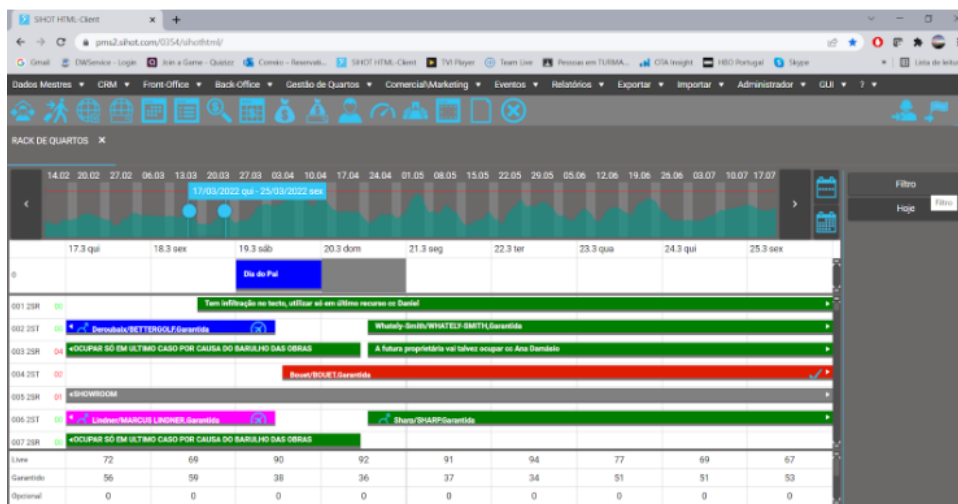 SIHOT HTML-Client
pms2.sihot.com/0354/sihothtml/
Gmail DWService - Login Join a Game - Quizizz Correio – Reservati... SIHOT HTML-Client TVI Player Team Live Pessoas em TURMA... OTA Insight HBO Portugal Skype Lista de leitu
Dados Mestres CRM Front-Office Back-Office Gestão de Quartos Comercial\Marketing Eventos Relatórios Exportar Importar Administrador GUI ?
RACK DE QUARTOS X
14.02 20.02 27.02 06.03 13.03 20.03 27.03 03.04 10.04 17.04 24.04 01.05 08.05 15.05 22.05 29.05 05.06 12.06 19.06 26.06 03.07 10.07 17.07
17/03/2022 qui - 25/03/2022 sex
Filtro
Hoje Filtro
17.3 qui 18.3 sex 19.3 sáb 20.3 dom 21.3 seg 22.3 ter 23.3 qua 24.3 qui 25.3 sex
0 Dia do Pai
001 2SR 00 Tem infiltração no tecto, utilizar só em último recurso cc Daniel
002 2ST 00 Deroubaix/BETTERGOLF,Garantida Whately-Smith/WHATELY-SMITH,Garantida
003 2SR 04 OCUPAR SÓ EM ULTIMO CASO POR CAUSA DO BARULHO DAS OBRAS A futura proprietária vai talvez ocupar cc Ana Damásio
004 2ST 02 Bouet/BOUET,Garantida
005 2SR 01 SHOWROOM
006 2ST 00 Lindner/MARCUS LINDNER,Garantida Sharp/SHARP,Garantida
007 2SR 00 OCUPAR SÓ EM ULTIMO CASO POR CAUSA DO BARULHO DAS OBRAS
Livre 72 69 90 92 91 94 77 69 67
Garantido 56 59 38 36 37 34 51 51 53
Opcional 0 0 0 0 0 0 0 0 0